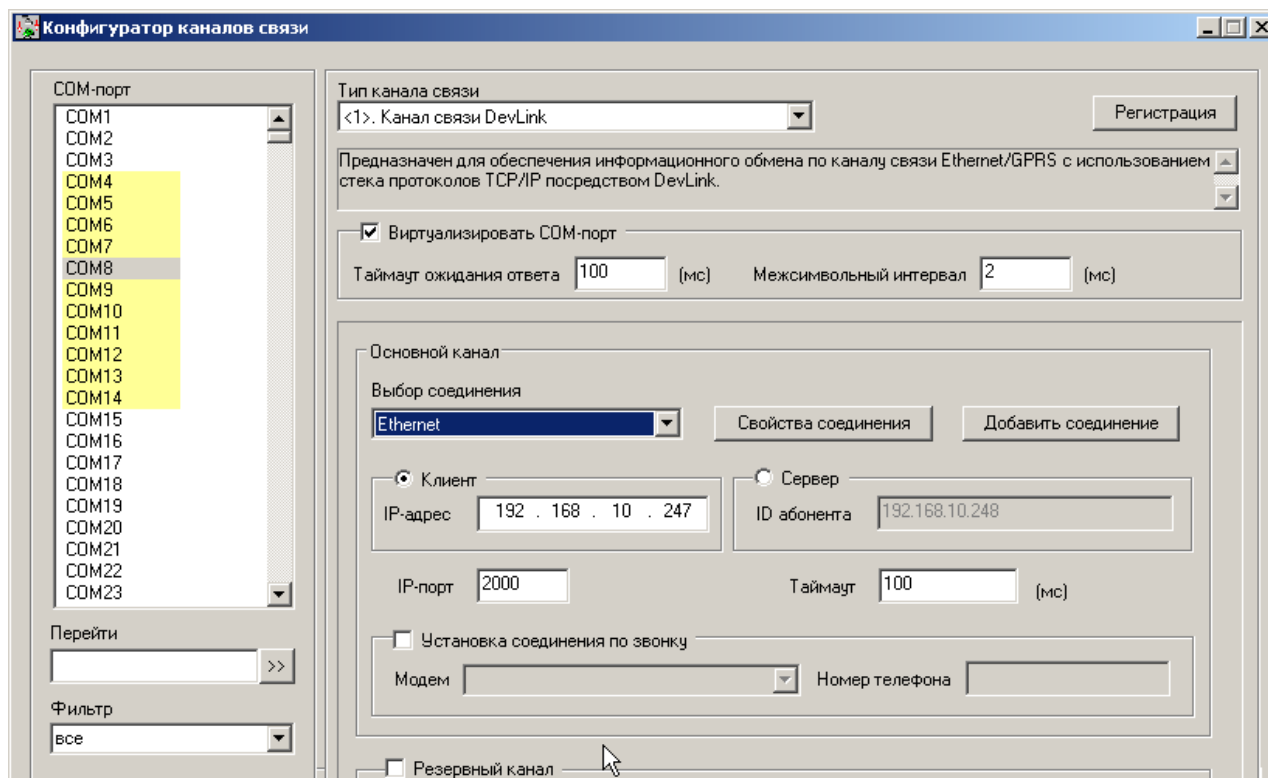 Конфигуратор каналов связи
COM-порт
COM1
COM2
COM3
COM4
COM5
COM6
COM7
COM8
COM9
COM10
COM11
COM12
COM13
COM14
COM15
COM16
COM17
COM18
COM19
COM20
COM21
COM22
COM23
Перейти
>>
Фильтр
все
Тип канала связи
<1>. Канал связи DevLink
Регистрация
Предназначен для обеспечения информационного обмена по каналу связи Ethernet/GPRS с использованием
стека протоколов TCP/IP посредством DevLink.
Виртуализировать COM-порт
Таймаут ожидания ответа 100 (мс) Межсимвольный интервал 2 (мс)
Основной канал
Выбор соединения
Ethernet Свойства соединения Добавить соединение
Клиент Сервер
IP-адрес 192 . 168 . 10 . 247 ID абонента 192.168.10.248
IP-порт 2000 Таймаут 100 (мс)
Установка соединения по звонку
Модем Номер телефона
Резервный канал